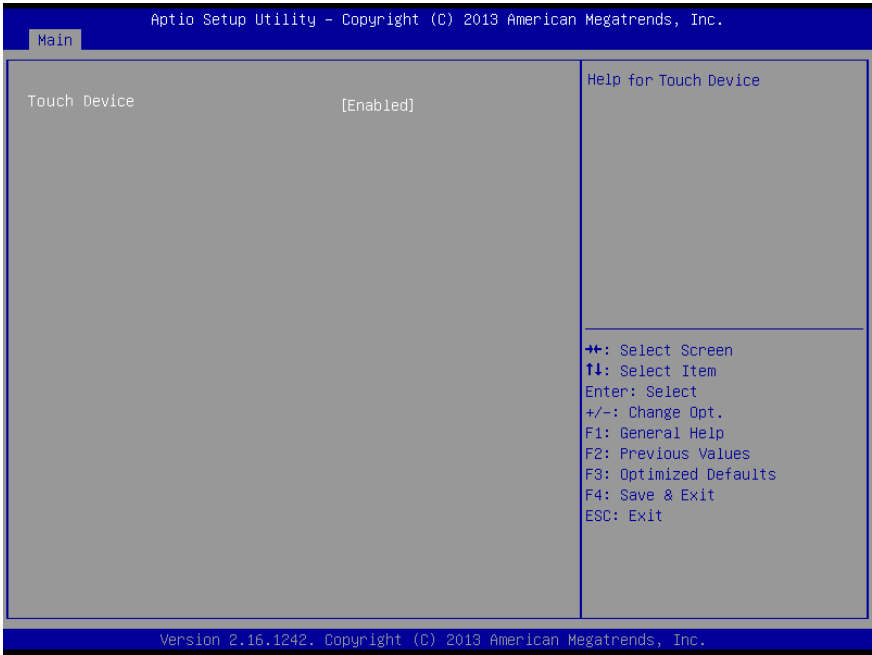 Aptio Setup Utility – Copyright (C) 2013 American Megatrends, Inc.
Main
Touch Device [Enabled]
Help for Touch Device
→←: Select Screen
↑↓: Select Item
Enter: Select
+/-: Change Opt.
F1: General Help
F2: Previous Values
F3: Optimized Defaults
F4: Save & Exit
ESC: Exit
Version 2.16.1242. Copyright (C) 2013 American Megatrends, Inc.